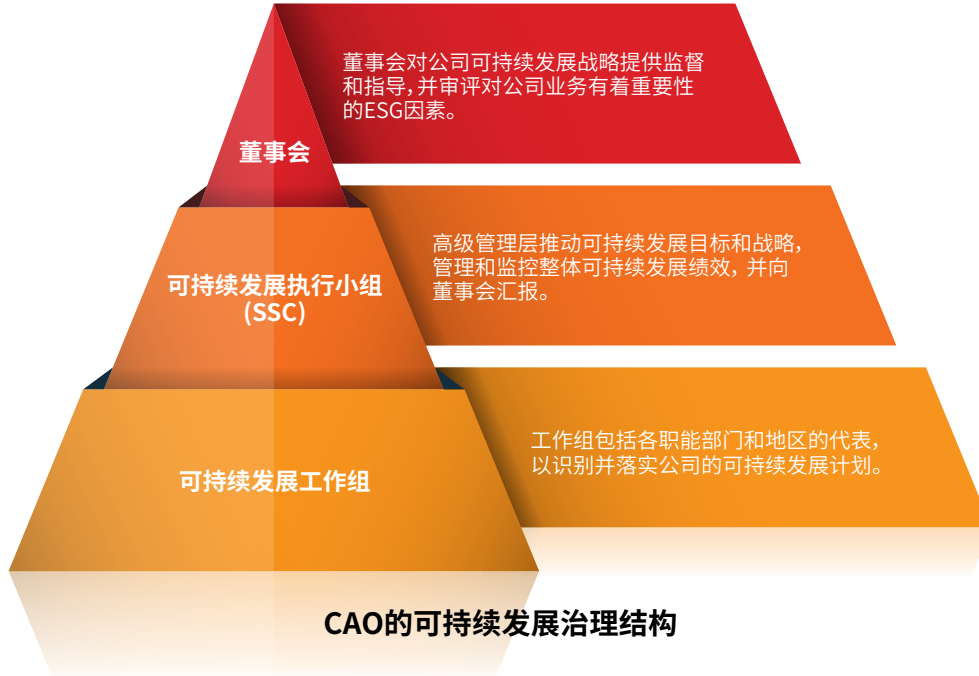 董事会对公司可持续发展战略提供监督
和指导,并审评对公司业务有着重要性
的ESG因素。
董事会
高级管理层推动可持续发展目标和战略,
管理和监控整体可持续发展绩效, 并向
董事会汇报。
可持续发展执行小组
(SSC)
工作组包括各职能部门和地区的代表,
以识别并落实公司的可持续发展计划。
可持续发展工作组
CAO的可持续发展治理结构